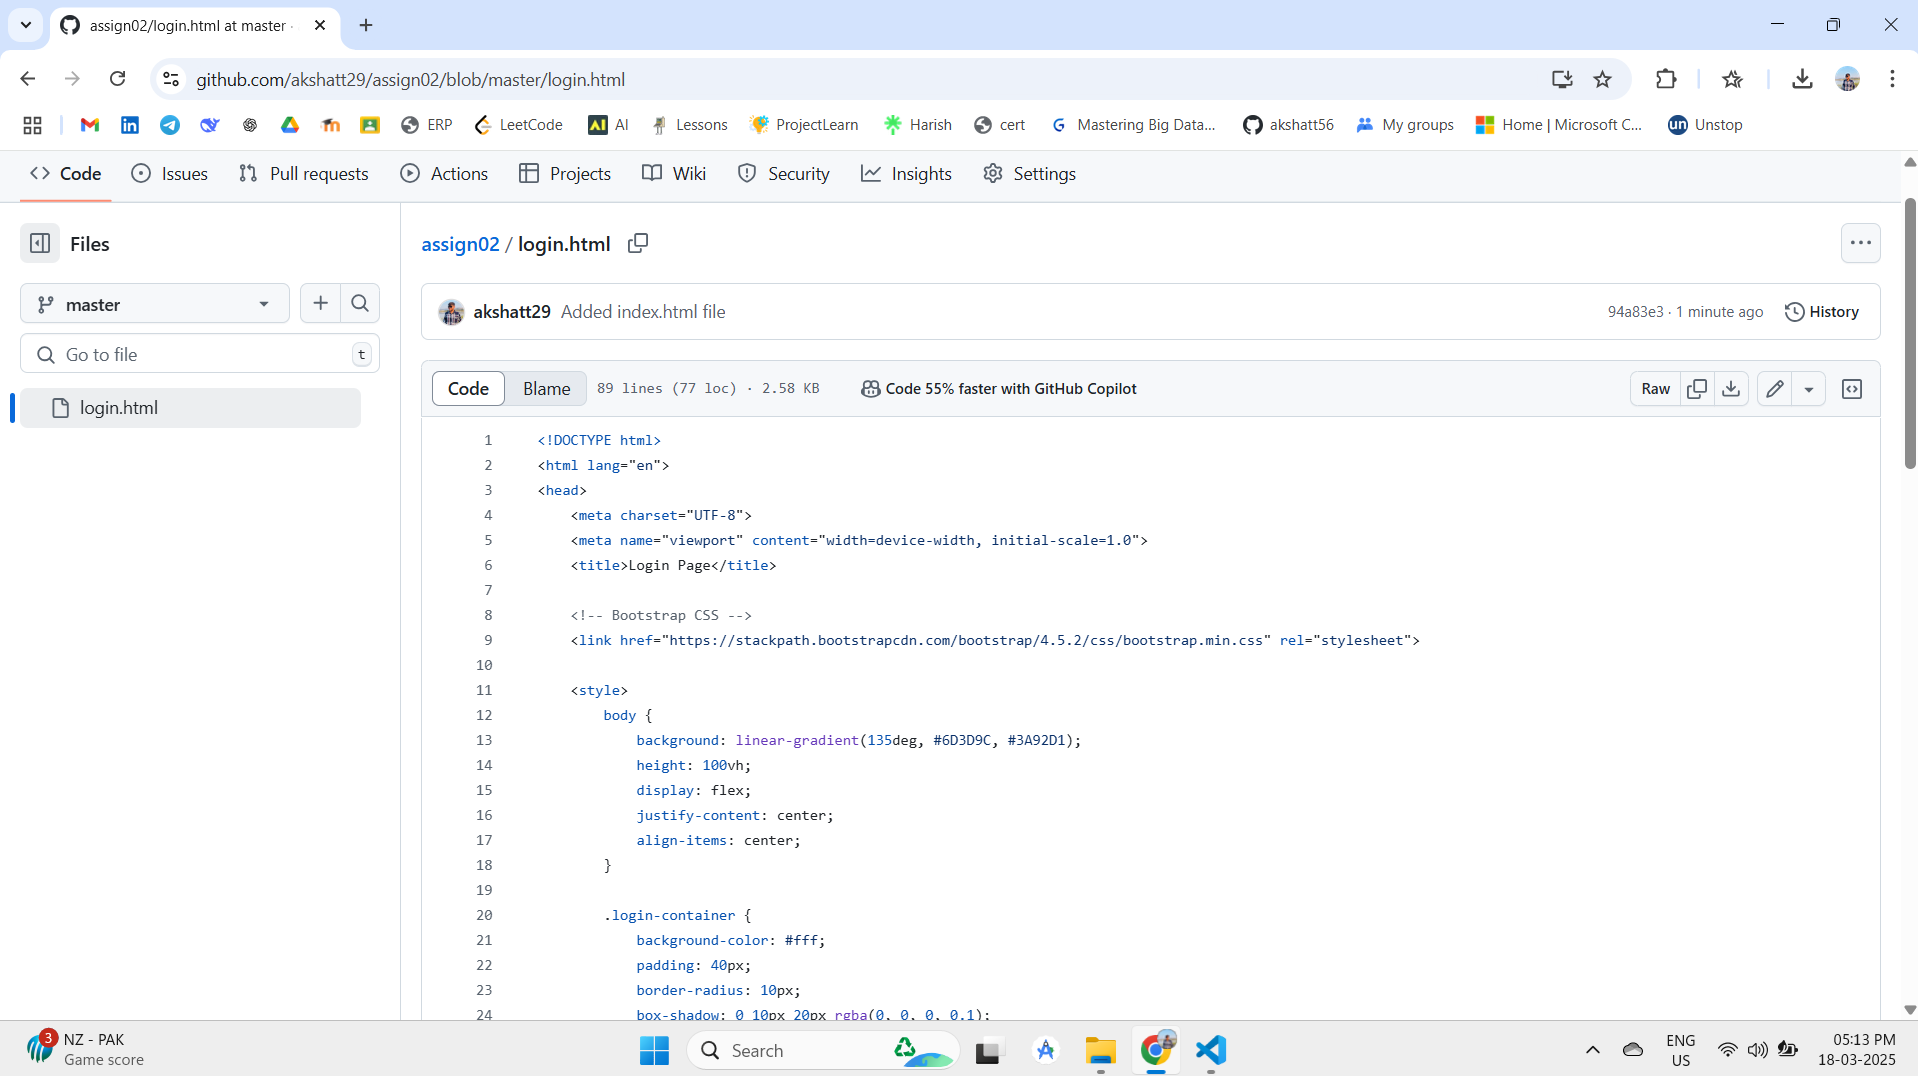 assign02/login.html at master ·
github.com/akshatt29/assign02/blob/master/login.html
ERP
LeetCode
AI
Lessons
ProjectLearn
Harish
cert
Mastering Big Data...
akshatt56
My groups
Home | Microsoft C...
Unstop
Code
Issues
Pull requests
Actions
Projects
Wiki
Security
Insights
Settings
Files
assign02 / login.html
master
akshatt29 Added index.html file
94a83e3 · 1 minute ago
History
Go to file
t
login.html
Code
Blame
89 lines (77 loc) · 2.58 KB
Code 55% faster with GitHub Copilot
Raw
1 <!DOCTYPE html>
2 <html lang="en">
3 <head>
4 <meta charset="UTF-8">
5 <meta name="viewport" content="width=device-width, initial-scale=1.0">
6 <title>Login Page</title>
7
8 <!-- Bootstrap CSS -->
9 <link href="https://stackpath.bootstrapcdn.com/bootstrap/4.5.2/css/bootstrap.min.css" rel="stylesheet">
10
11 <style>
12 body {
13 background: linear-gradient(135deg, #6D3D9C, #3A92D1);
14 height: 100vh;
15 display: flex;
16 justify-content: center;
17 align-items: center;
18 }
19
20 .login-container {
21 background-color: #fff;
22 padding: 40px;
23 border-radius: 10px;
24 box-shadow: 0 10px 20px rgba(0, 0, 0, 0.1);
3
NZ - PAK
Game score
Search
ENG
US
05:13 PM
18-03-2025